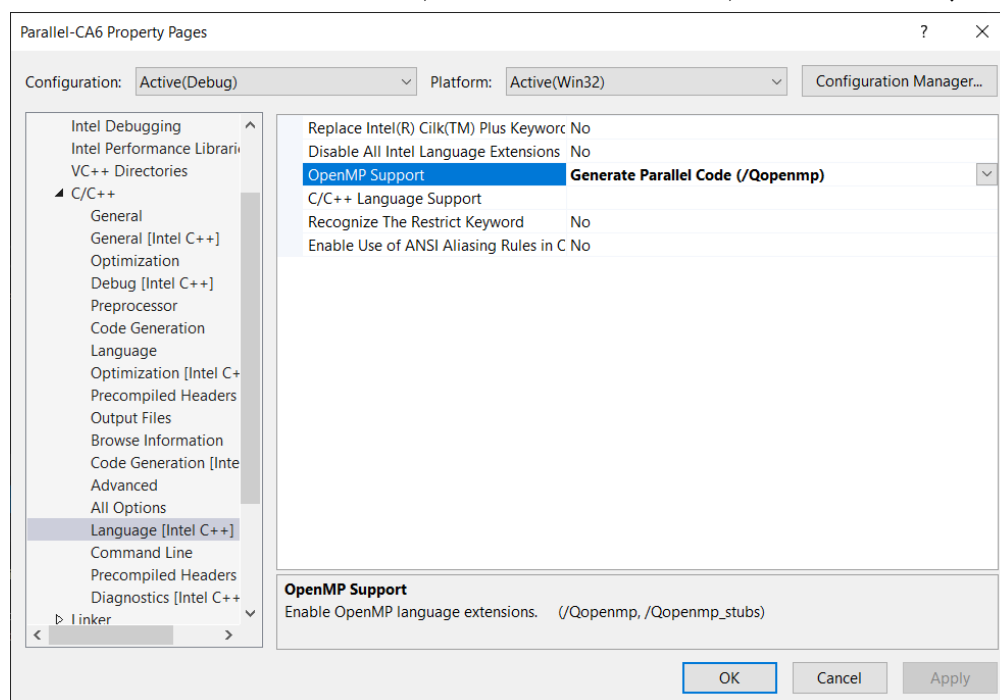 Parallel-CA6 Property Pages
?
Configuration: Active(Debug) Platform: Active(Win32) Configuration Manager...
Intel Debugging
Intel Performance Librarie
VC++ Directories
C/C++
General
General [Intel C++]
Optimization
Debug [Intel C++]
Preprocessor
Code Generation
Language
Optimization [Intel C+
Precompiled Headers
Output Files
Browse Information
Code Generation [Inte
Advanced
All Options
Language [Intel C++]
Command Line
Precompiled Headers
Diagnostics [Intel C++
Linker
Replace Intel(R) Cilk(TM) Plus Keyword No
Disable All Intel Language Extensions No
OpenMP Support Generate Parallel Code (/Qopenmp)
C/C++ Language Support
Recognize The Restrict Keyword No
Enable Use of ANSI Aliasing Rules in C No
OpenMP Support
Enable OpenMP language extensions. (/Qopenmp, /Qopenmp_stubs)
OK Cancel Apply